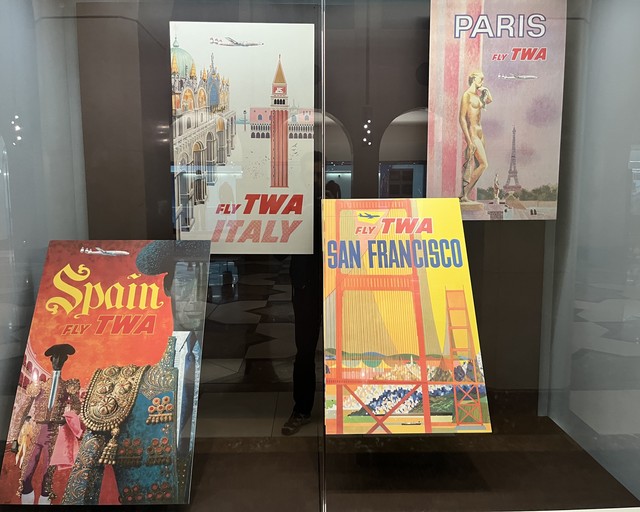 FLY TWA
ITALY
PARIS
FLY TWA
Spain
FLY TWA
FLY TWA
SAN FRANCISCO